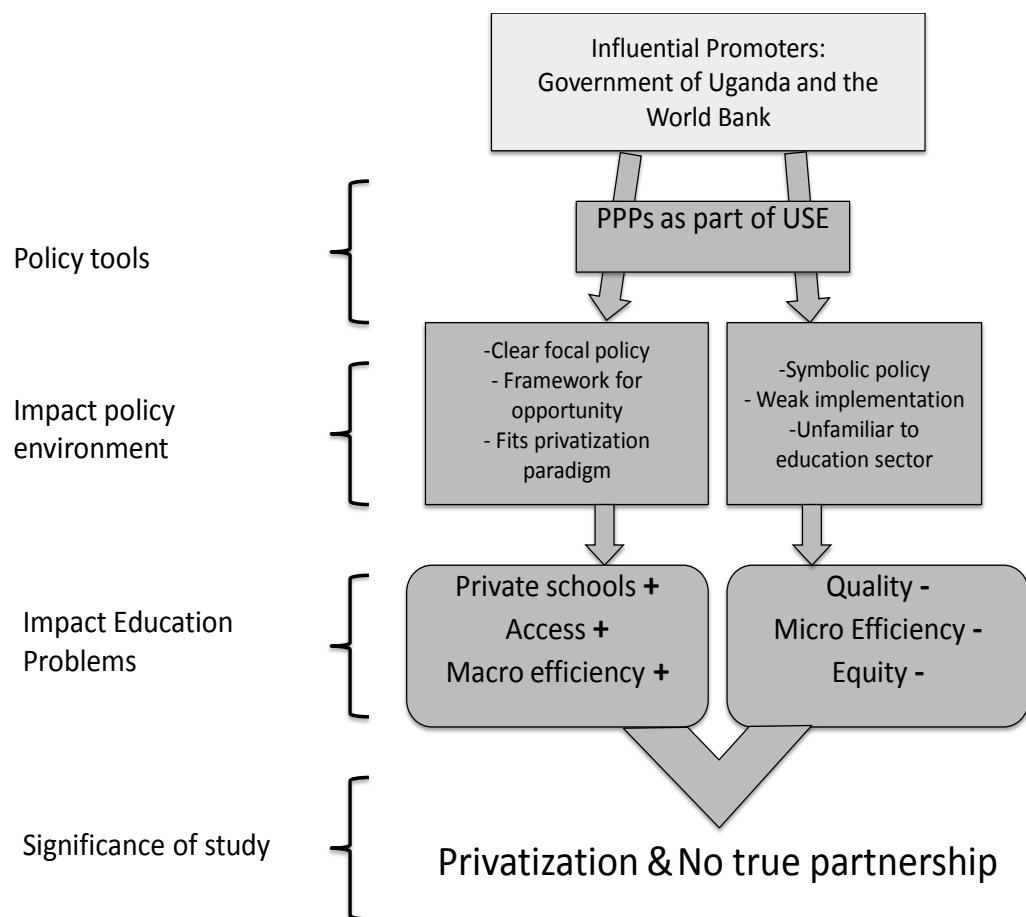 Influential Promoters:
Government of Uganda and the
World Bank
PPPs as part of USE
Policy tools
-Clear focal policy
- Framework for
opportunity
- Fits privatization
paradigm
-Symbolic policy
- Weak implementation
-Unfamiliar to
education sector
Impact policy
environment
Private schools +
Access +
Macro efficiency +
Quality -
Micro Efficiency -
Equity -
Impact Education
Problems
Significance of study
Privatization & No true partnership